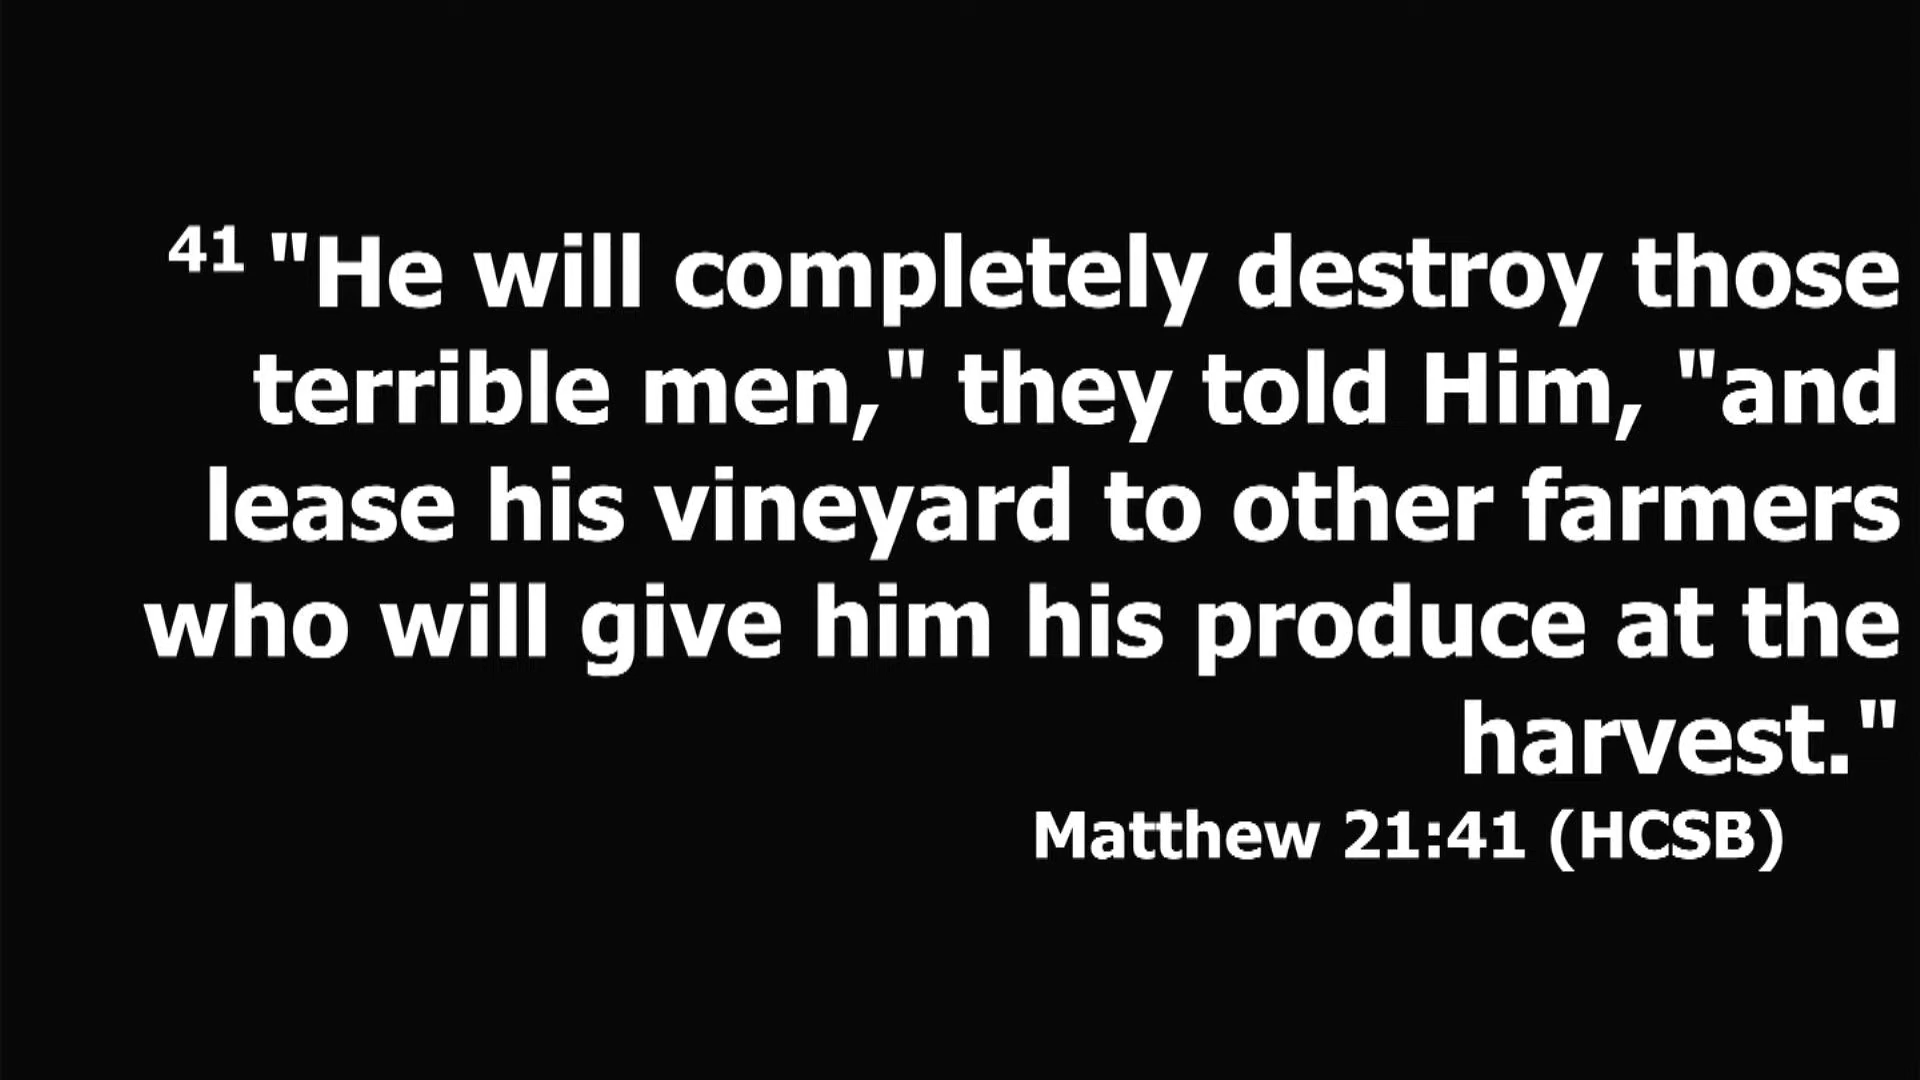 41 "He will completely destroy those
terrible men," they told Him, "and
lease his vineyard to other farmers
who will give him his produce at the
harvest."
Matthew 21:41 (HCSB)